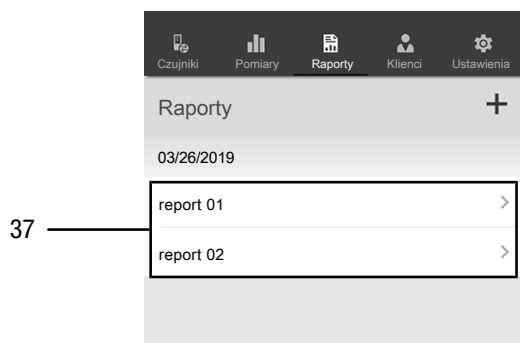 Czujniki Pomiary Raporty Klienci Ustawienia
Raporty +
03/26/2019
report 01 >
37
report 02 >